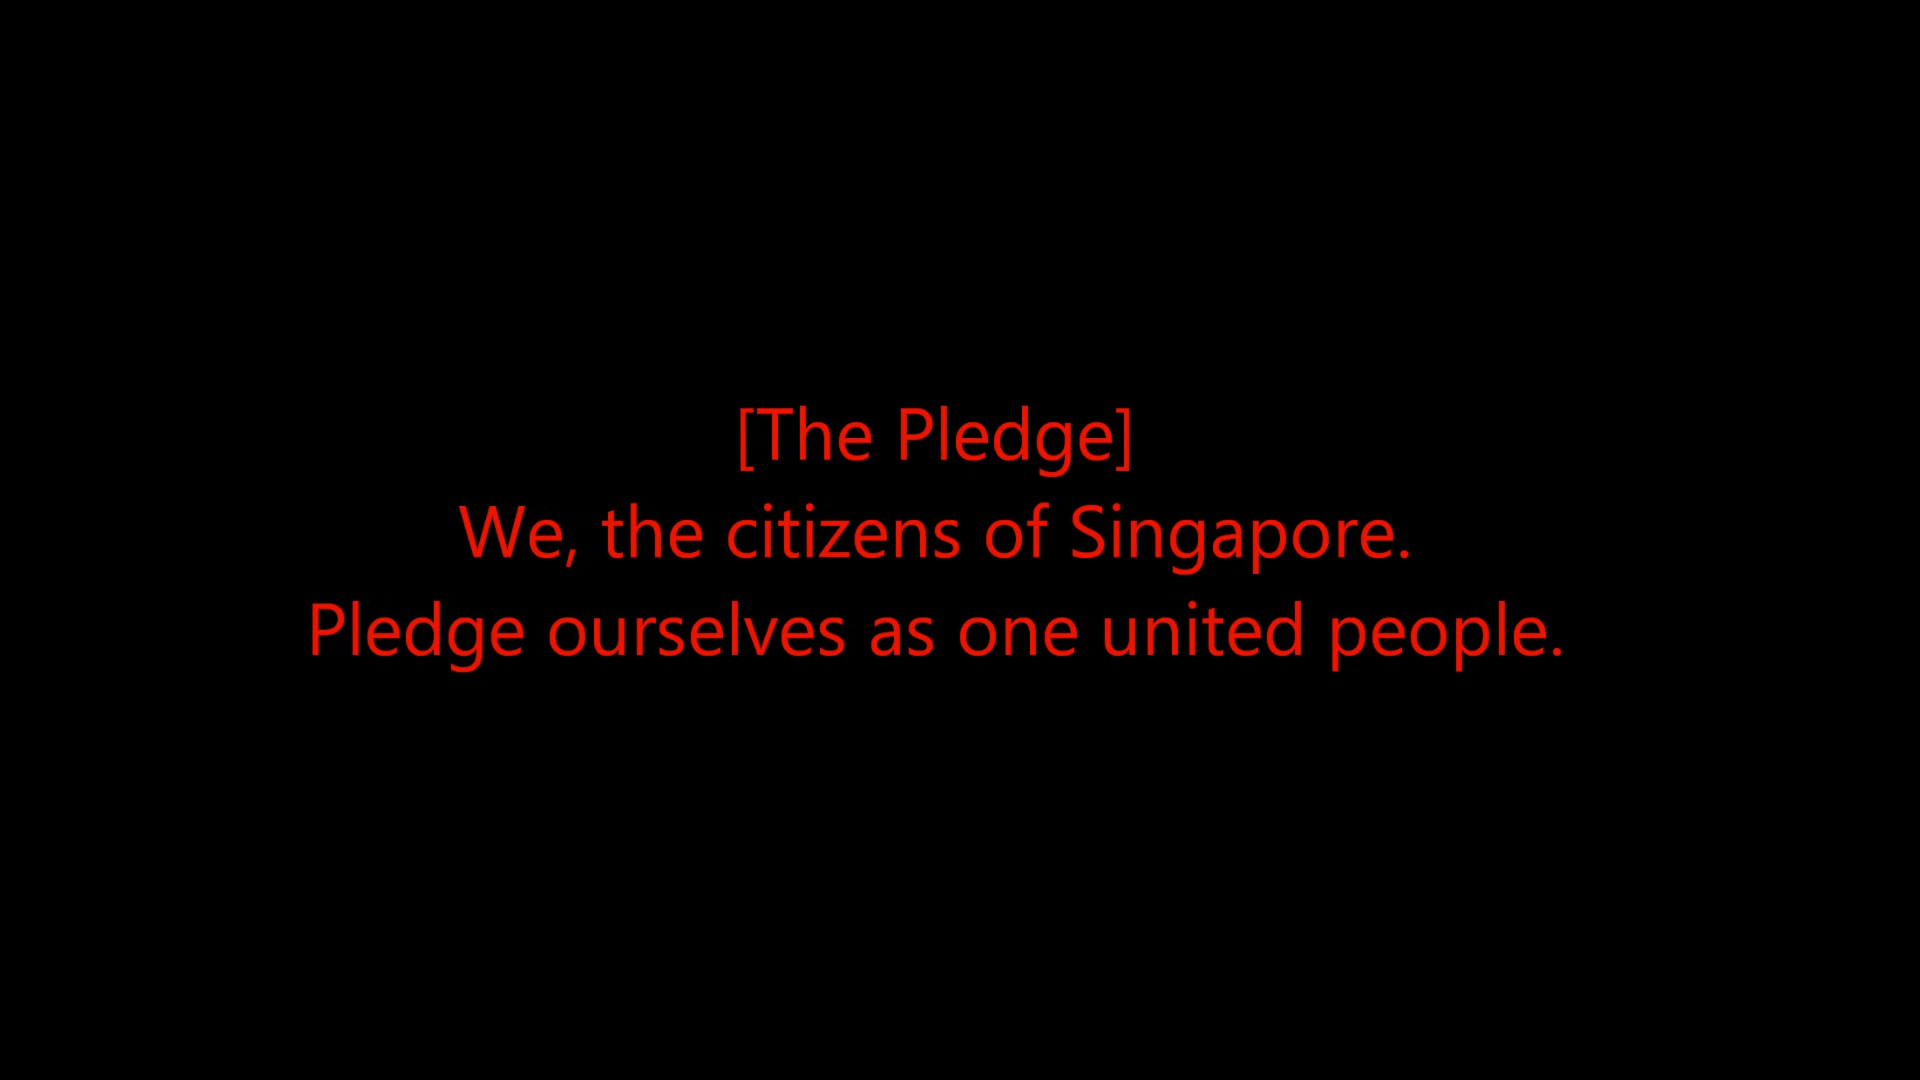 [The Pledge]
We, the citizens of Singapore.
Pledge ourselves as one united people.